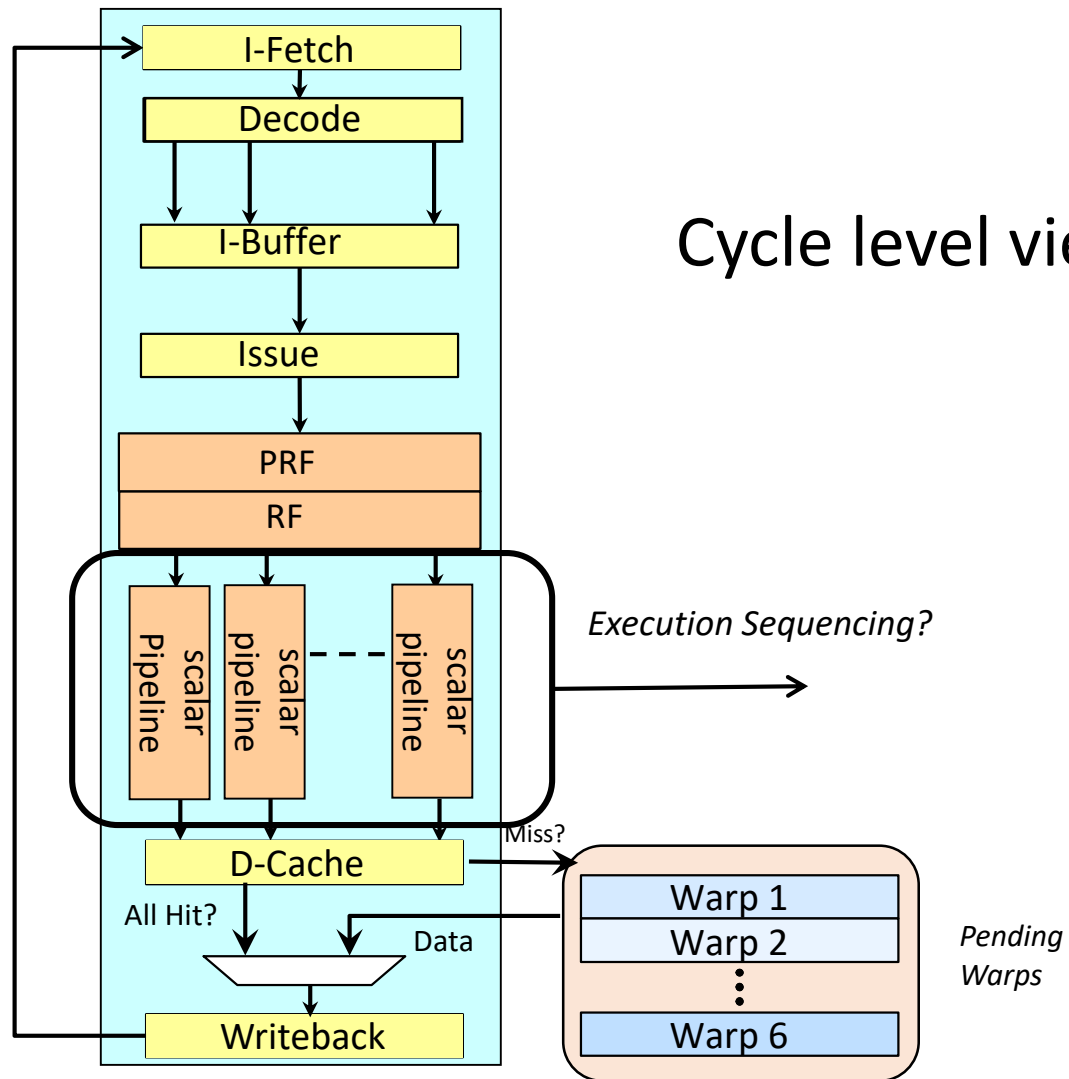 I-Fetch
Decode
I-Buffer
Cycle level vie
Issue
PRF
RF
scalar
Pipeline
scalar
pipeline
scalar
pipeline
Execution Sequencing?
Miss?
D-Cache
All Hit?
Data
Warp 1
Warp 2
Warp 6
Pending
Warps
Writeback